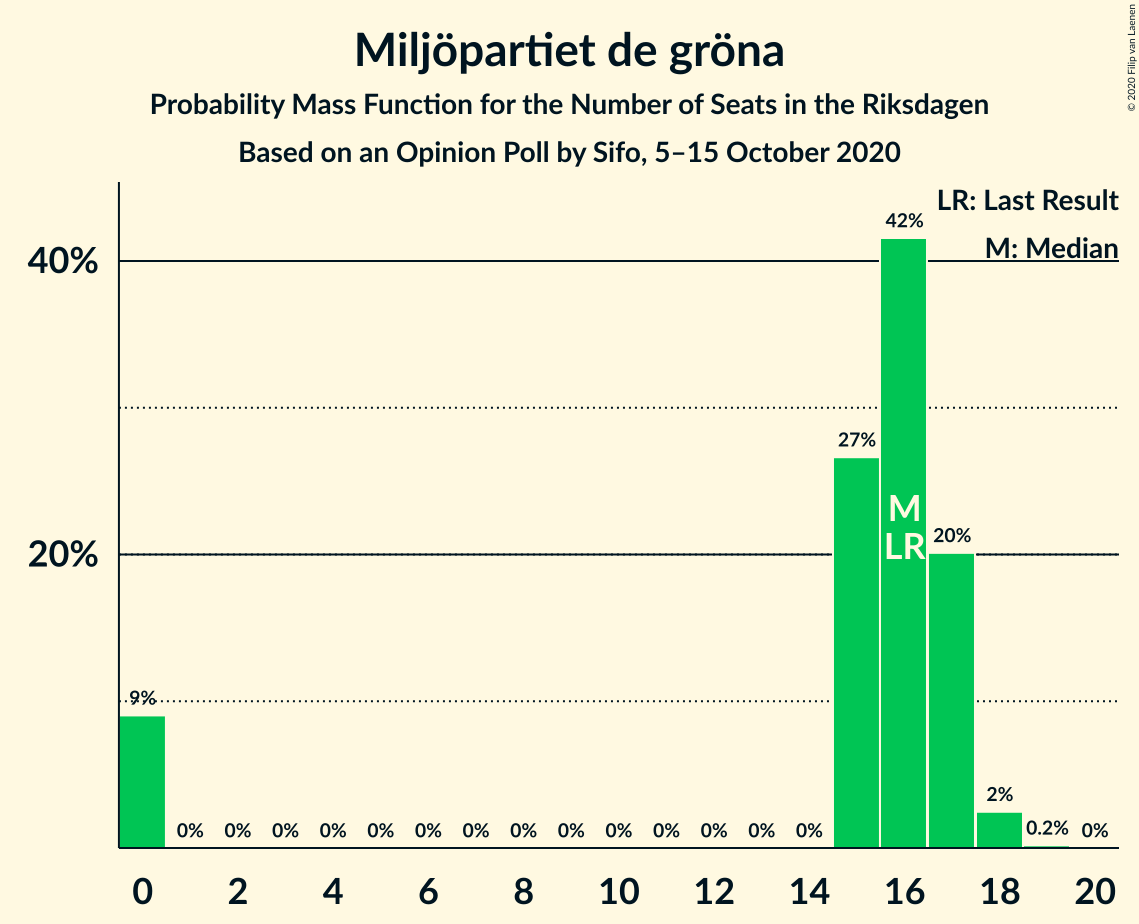 Miljöpartiet de gröna
Probability Mass Function for the Number of Seats in the Riksdagen
Based on an Opinion Poll by Sifo, 5–15 October 2020
© 2020 Filip van Laenen
LR: Last Result
M: Median
40%
20%
9%
0%
0%
0%
0%
0%
0%
0%
0%
0%
0%
0%
0%
0%
0%
27%
42%
20%
2%
0.2%
0%
M
LR
0 2 4 6 8 10 12 14 16 18 20